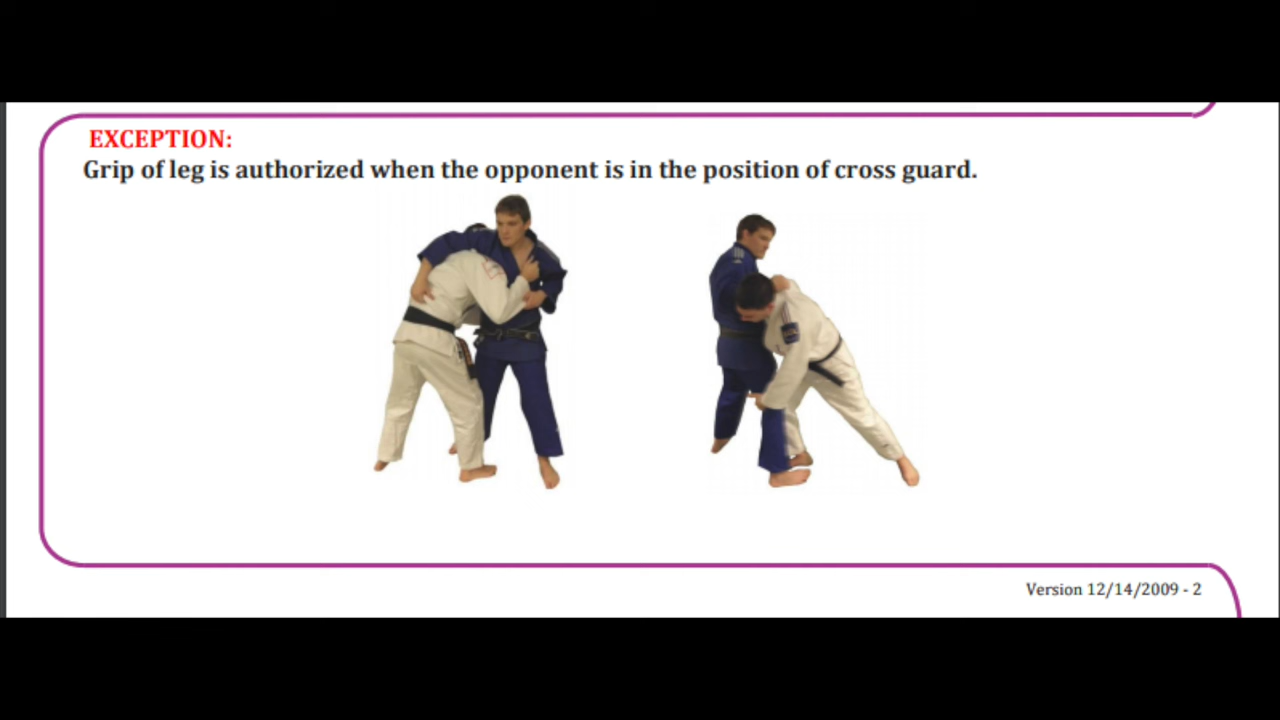 EXCEPTION:
Grip of leg is authorized when the opponent is in the position of cross guard.
Version 12/14/2009 - 2